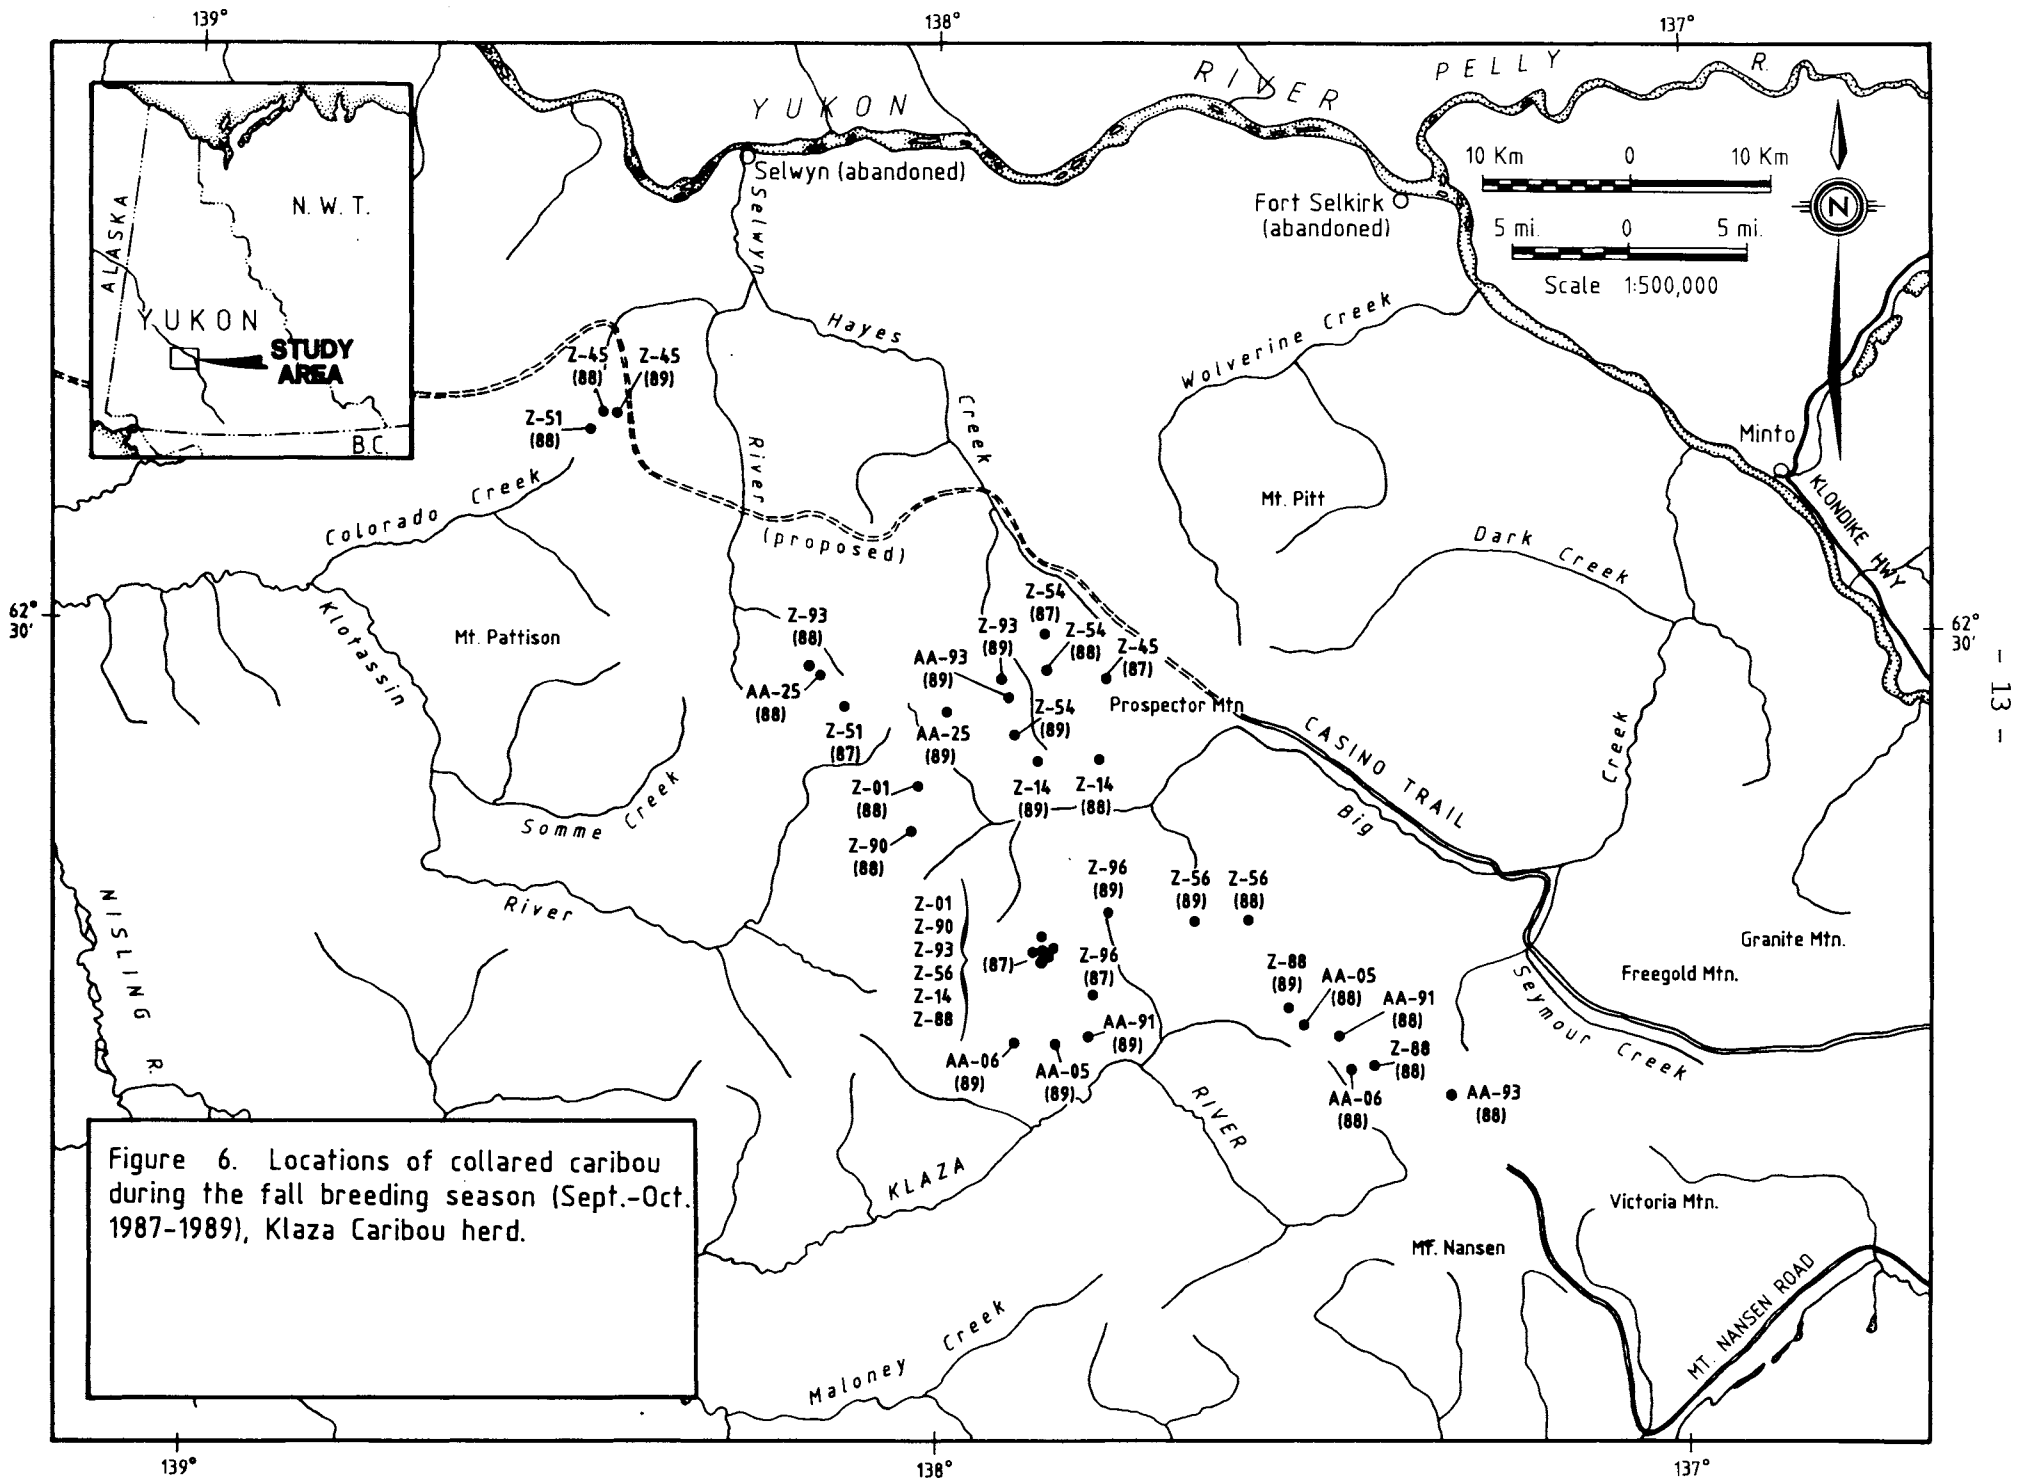 139°
138°
137°
YUKON
RIVER
PELLY
R.
ALASKA
N.W.T.
YUKON
STUDY
AREA
B.C.
Selwyn (abandoned)
Selwyn
River
Fort Selkirk
(abandoned)
10 Km 0 10 Km
5 mi. 0 5 mi.
Scale 1:500,000
N
Hayes
Creek
Wolverine Creek
Z-45
(88)
Z-45
(89)
Z-51
(88)
Minto
KLONDIKE HWY
Colorado Creek
Mt. Pitt
(proposed)
Dark Creek
62°
30'
62°
30'
Klotassin
River
Mt. Pattison
Z-93
(88)
AA-25
(88)
Z-51
(87)
Z-54
(87)
Z-93
(89)
Z-54
(88)
Z-45
(87)
AA-93
(89)
Prospector Mtn
Z-54
(89)
AA-25
(89)
Z-01
(88)
Z-14
(89)
Z-14
(88)
Z-90
(88)
CASINO TRAIL
Big
Creek
Somme Creek
NISLING R.
Z-01
Z-90
Z-93
Z-56
Z-14
Z-88
(87)
Z-96
(89)
Z-56
(89)
Z-56
(88)
Z-96
(87)
Z-88
(89)
AA-05
(88)
AA-91
(88)
AA-91
(89)
AA-06
(89)
AA-05
(89)
Z-88
(88)
AA-06
(88)
AA-93
(88)
Granite Mtn.
Freegold Mtn.
Seymour Creek
KLAZA
RIVER
Victoria Mtn.
Mt. Nansen
MT. NANSEN ROAD
Maloney Creek
Figure 6. Locations of collared caribou
during the fall breeding season (Sept.-Oct.
1987-1989), Klaza Caribou herd.
139°
138°
137°
- 13 -